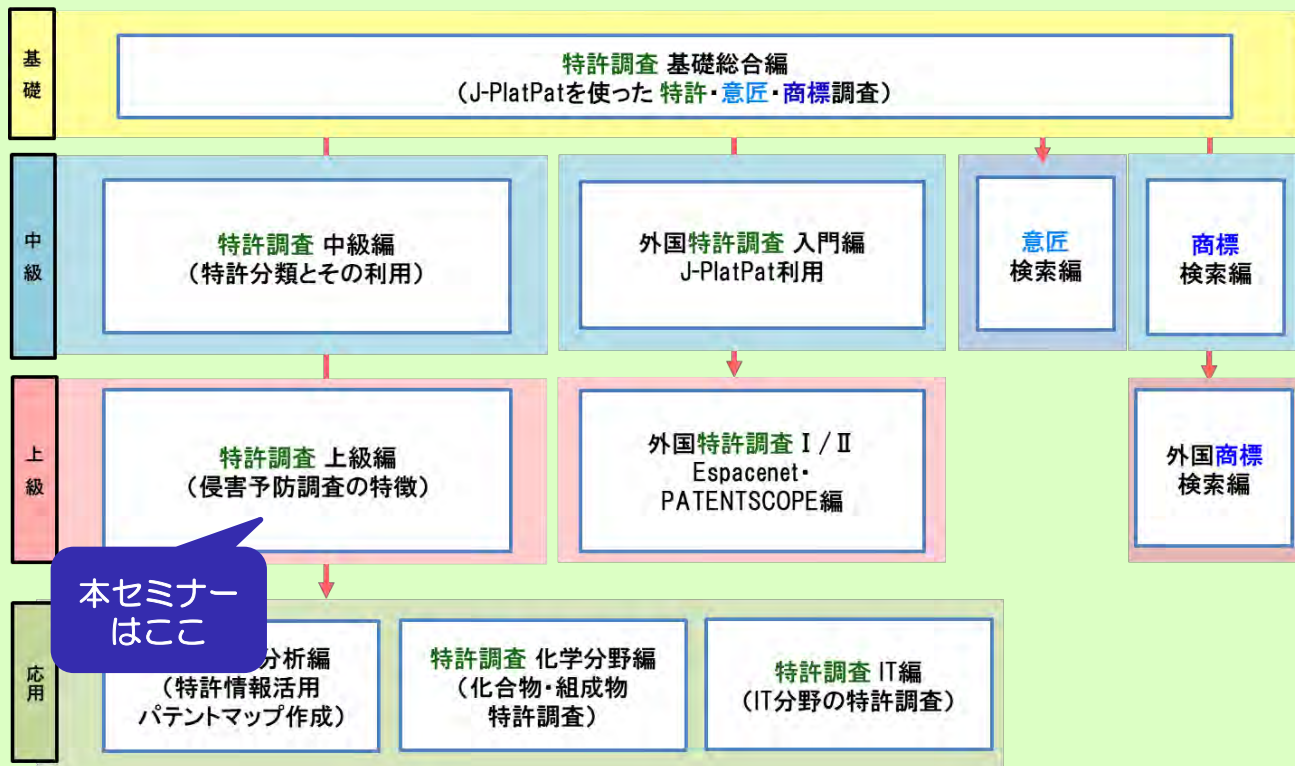 基礎
特許調査 基礎総合編
(J-PlatPatを使った 特許・意匠・商標調査)
中級
特許調査 中級編
(特許分類とその利用)
外国特許調査 入門編
J-PlatPat利用
意匠
検索編
商標
検索編
上級
特許調査 上級編
(侵害予防調査の特徴)
外国特許調査 Ⅰ / Ⅱ
Espacenet・
PATENTSCOPE編
外国商標
検索編
本セミナー
はここ
応用
分析編
(特許情報活用
パテントマップ作成)
特許調査 化学分野編
(化合物・組成物
特許調査)
特許調査 IT編
(IT分野の特許調査)